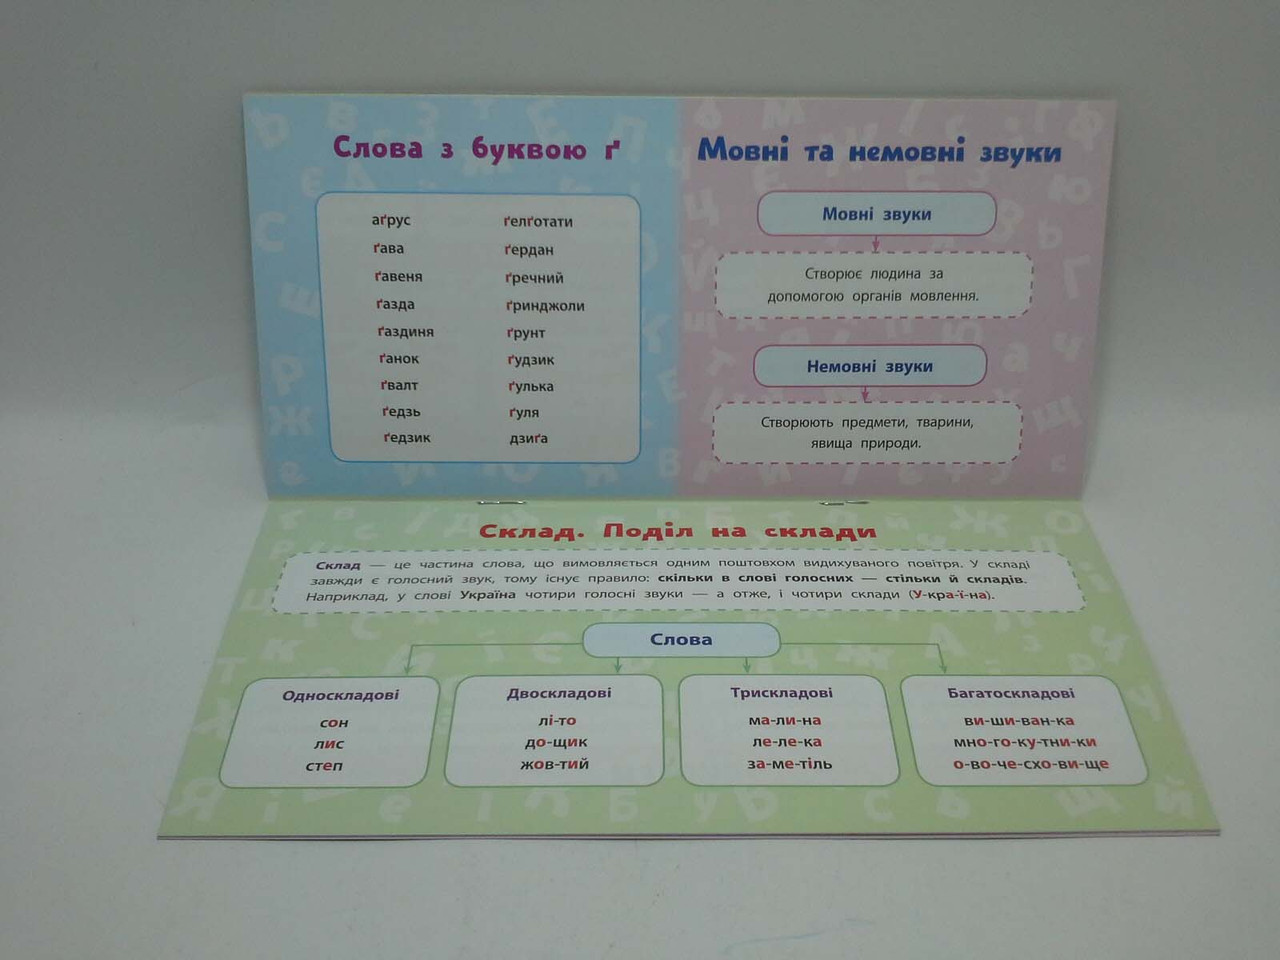 Слова з буквою ґ
аґрус
ґава
ґавеня
ґазда
ґаздиня
ґанок
ґвалт
ґедзь
ґедзик
ґелґотати
ґердан
ґречний
ґринджоли
ґрунт
ґудзик
ґулька
ґуля
дзиґа
Мовні та немовні звуки
Мовні звуки
Створює людина за
допомогою органів мовлення.
Немовні звуки
Створюють предмети, тварини,
явища природи.
Склад. Поділ на склади
Склад — це частина слова, що вимовляється одним поштовхом видихуваного повітря. У складі
завжди є голосний звук, тому існує правило: скільки в слові голосних — стільки й складів.
Наприклад, у слові Україна чотири голосні звуки — а отже, і чотири склади (У-кра-ї-на).
Слова
Односкладові
сон
лис
степ
Двоскладові
лі-то
до-щик
жов-тий
Трискладові
ма-ли-на
ле-ле-ка
за-ме-тіль
Багатоскладові
ви-ши-ван-ка
мно-го-ку-тни-ки
о-во-че-схо-ви-ще